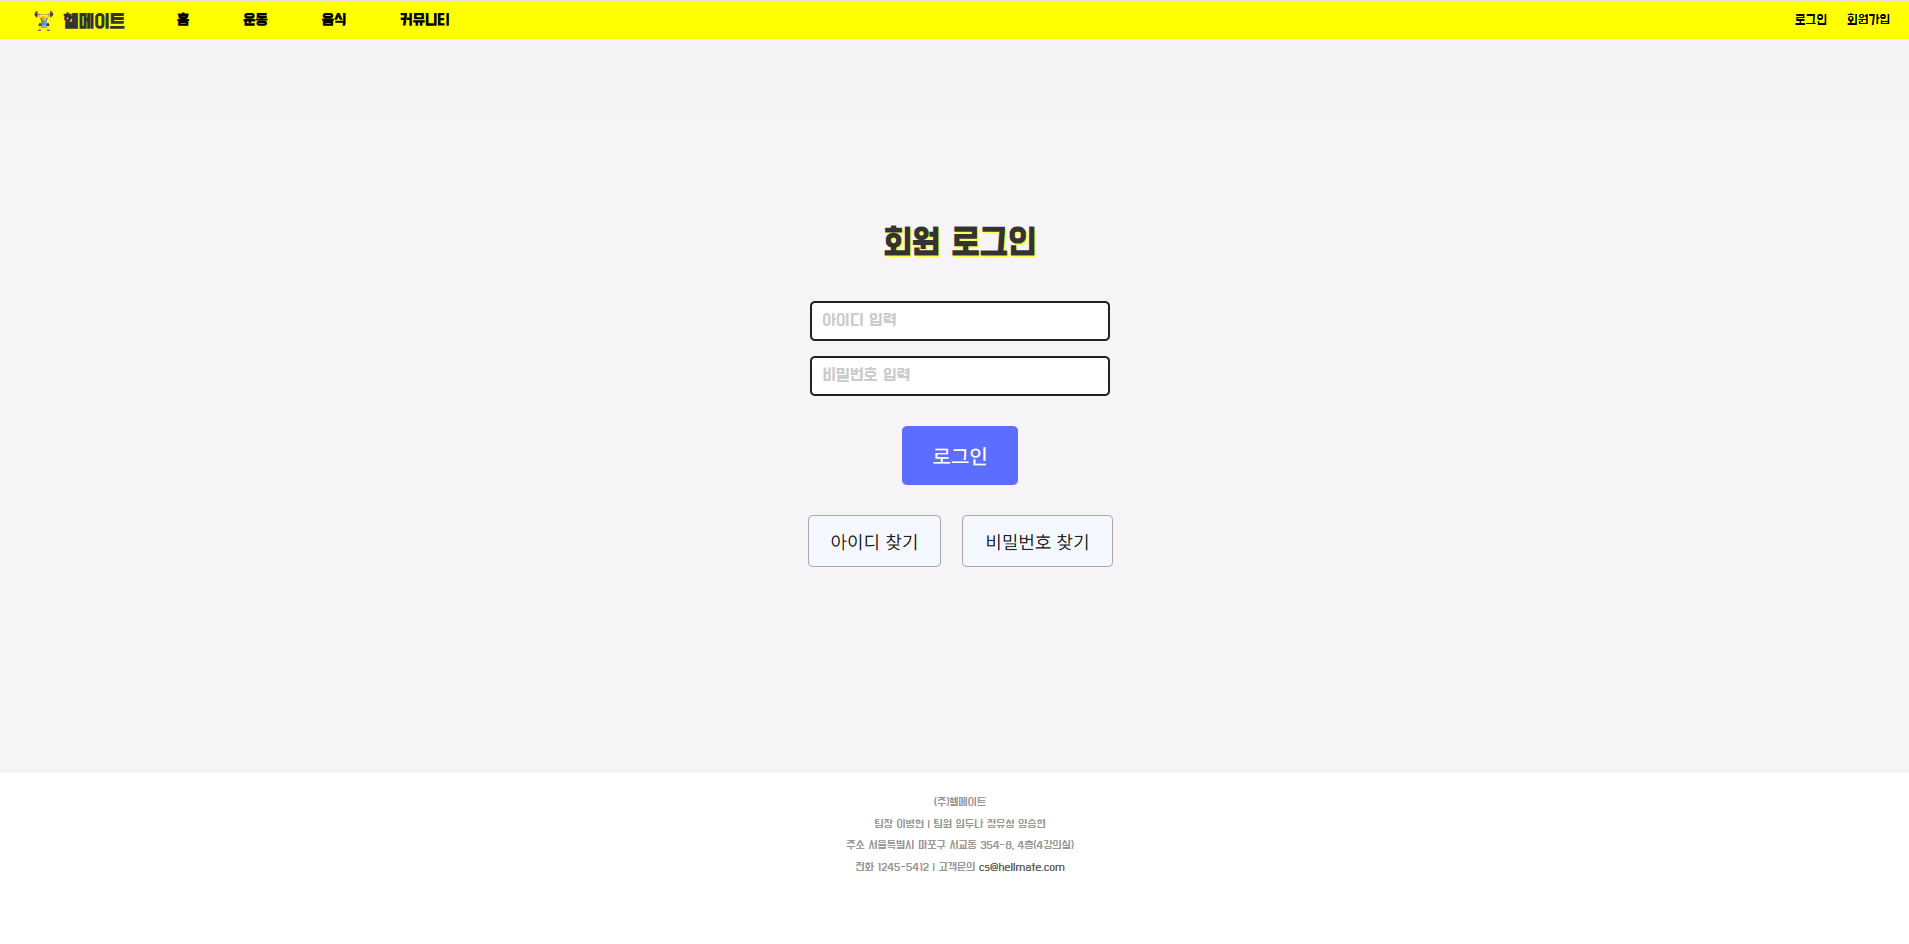 헬메이트 홈 운동 음식 커뮤니티 로그인 회원가입
회원 로그인
아이디 입력
비밀번호 입력
로그인
아이디 찾기 비밀번호 찾기
(주)헬메이트
팀장 이병헌 | 팀원 임두나 정유성 양승현
주소 서울특별시 마포구 서교동 354-8, 4층(4강의실)
전화 1245-5412 | 고객문의 cs@hellmate.com